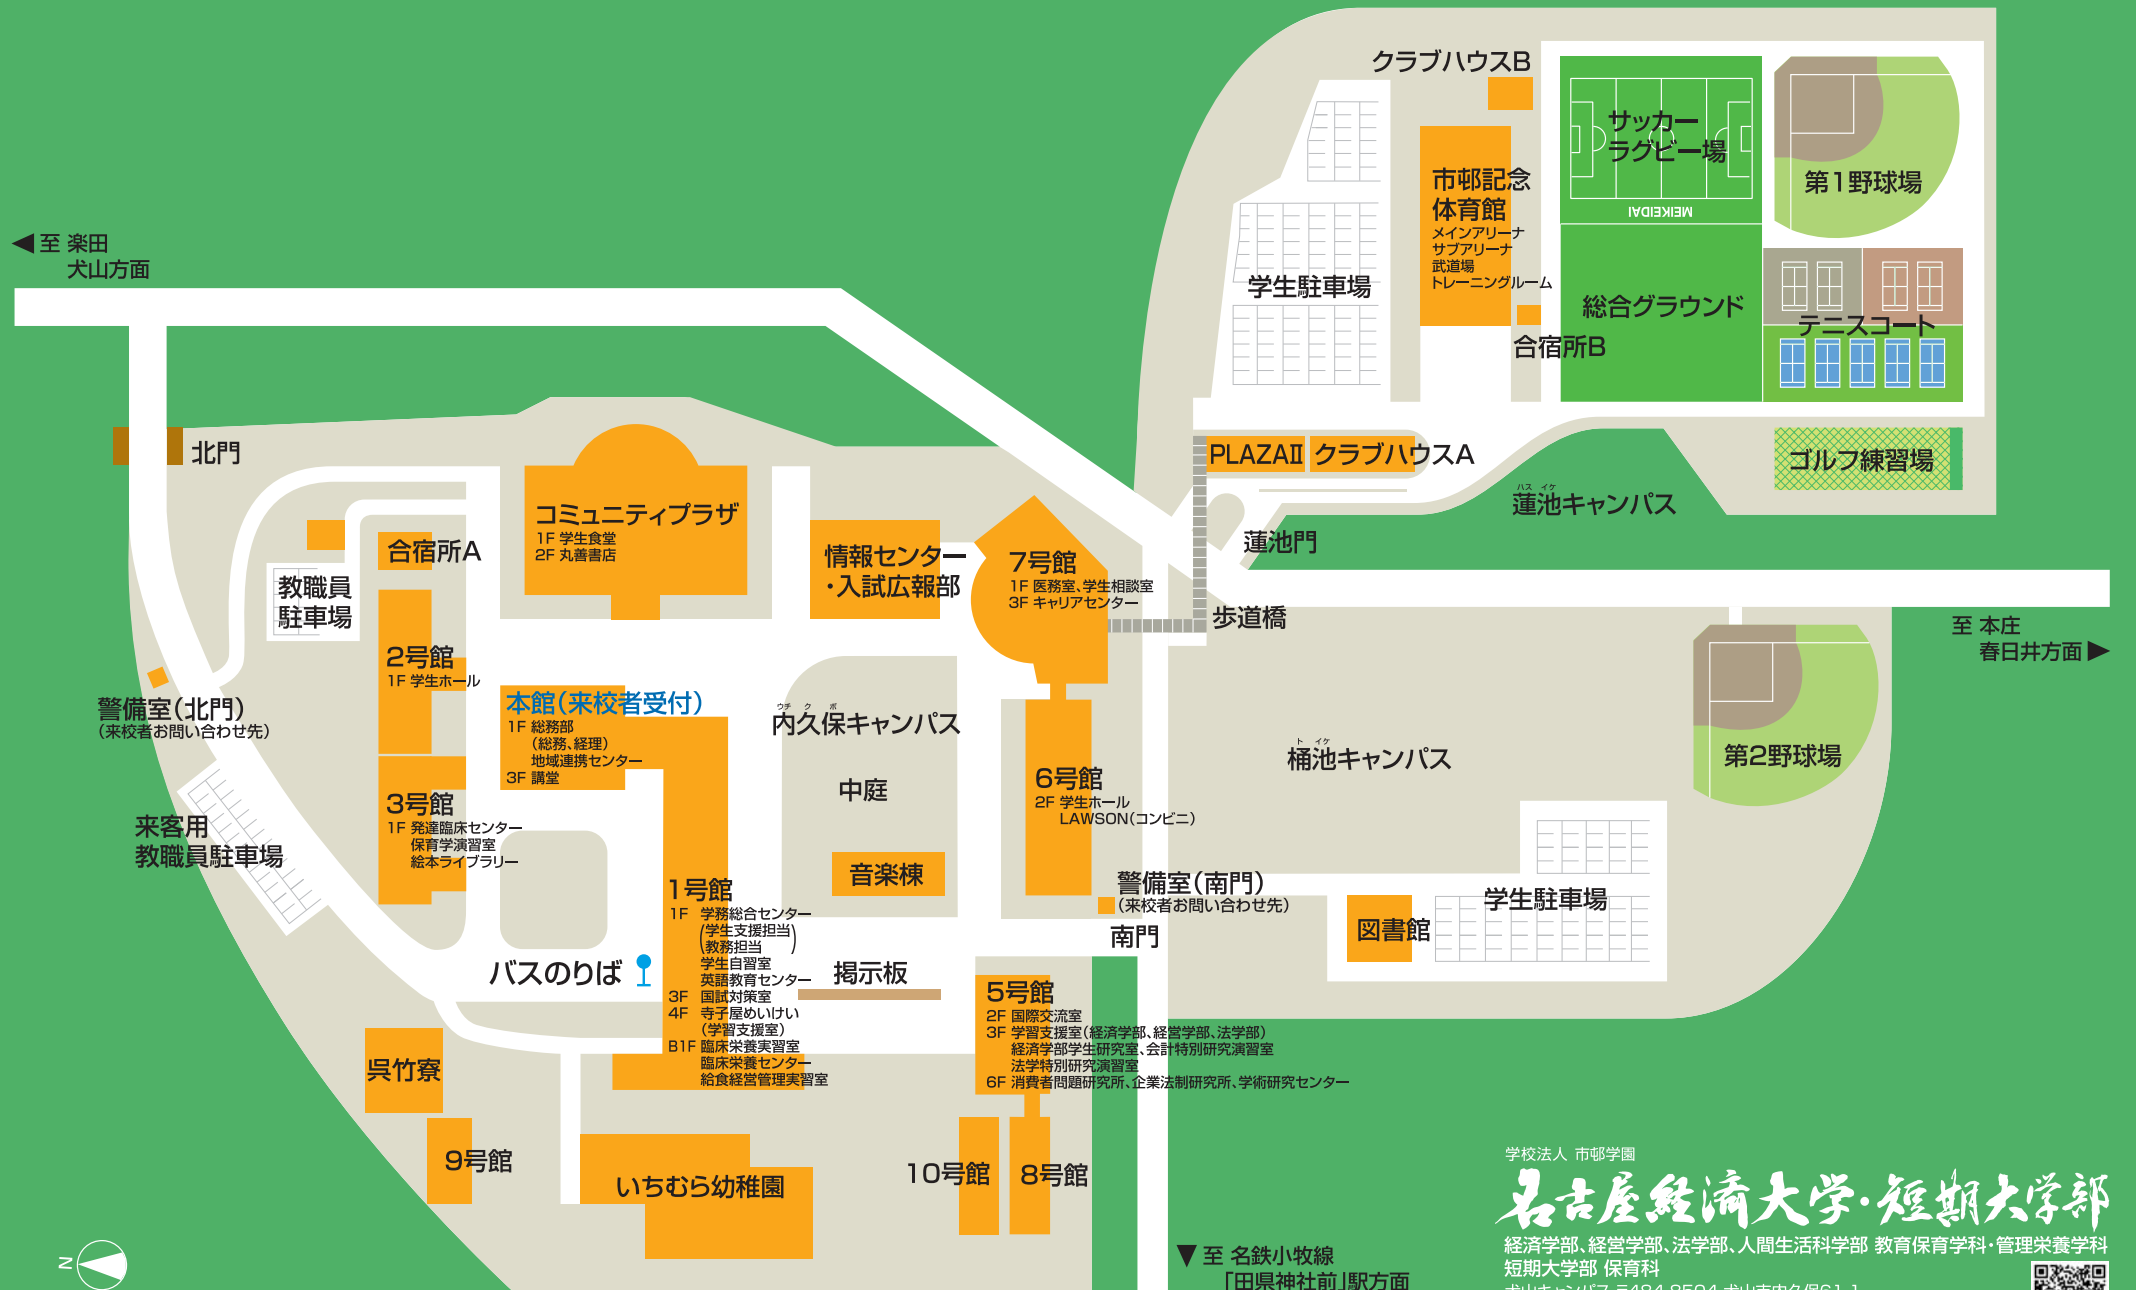 クラブハウスB
サッカー
ラグビー場
MEIKEIDAI
第1野球場
市邨記念
体育館
メインアリーナ
サブアリーナ
武道場
トレーニングルーム
学生駐車場
総合グラウンド
テニスコート
合宿所B
至 楽田
犬山方面
北門
PLAZAⅡ
クラブハウスA
ゴルフ練習場
ハス イケ
蓮池キャンパス
蓮池門
歩道橋
コミュニティプラザ
1F 学生食堂
2F 丸善書店
合宿所A
教職員
駐車場
情報センター
・入試広報部
7号館
1F 医務室、学生相談室
3F キャリアセンター
至 本庄
春日井方面
2号館
1F 学生ホール
警備室(北門)
(来校者お問い合わせ先)
本館(来校者受付)
1F 総務部
(総務、経理)
地域連携センター
3F 講堂
ウチ ク ボ
内久保キャンパス
中庭
音楽棟
6号館
2F 学生ホール
LAWSON(コンビニ)
ト イケ
桶池キャンパス
第2野球場
3号館
1F 発達臨床センター
保育学演習室
絵本ライブラリー
来客用
教職員駐車場
1号館
1F 学務総合センター
(学生支援担当
教務担当)
学生自習室
英語教育センター
3F 国試対策室
4F 寺子屋めいけい
(学習支援室)
B1F 臨床栄養実習室
臨床栄養センター
給食経営管理実習室
バスのりば
掲示板
警備室(南門)
(来校者お問い合わせ先)
南門
図書館
学生駐車場
5号館
2F 国際交流室
3F 学習支援室(経済学部、経営学部、法学部)
経済学部学生研究室、会計特別研究演習室
法学特別研究演習室
6F 消費者問題研究所、企業法制研究所、学術研究センター
呉竹寮
9号館
いちむら幼稚園
10号館
8号館
N
至 名鉄小牧線
「田県神社前」駅方面
学校法人 市邨学園
名古屋経済大学・短期大学部
経済学部、経営学部、法学部、人間生活科学部 教育保育学科・管理栄養学科
短期大学部 保育科
犬山キャンパス 〒484-8504 犬山市内久保61-1